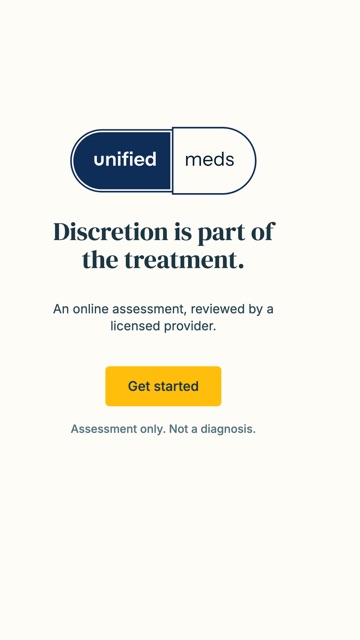 unified meds
Discretion is part of
the treatment.
An online assessment, reviewed by a
licensed provider.
Get started
Assessment only. Not a diagnosis.